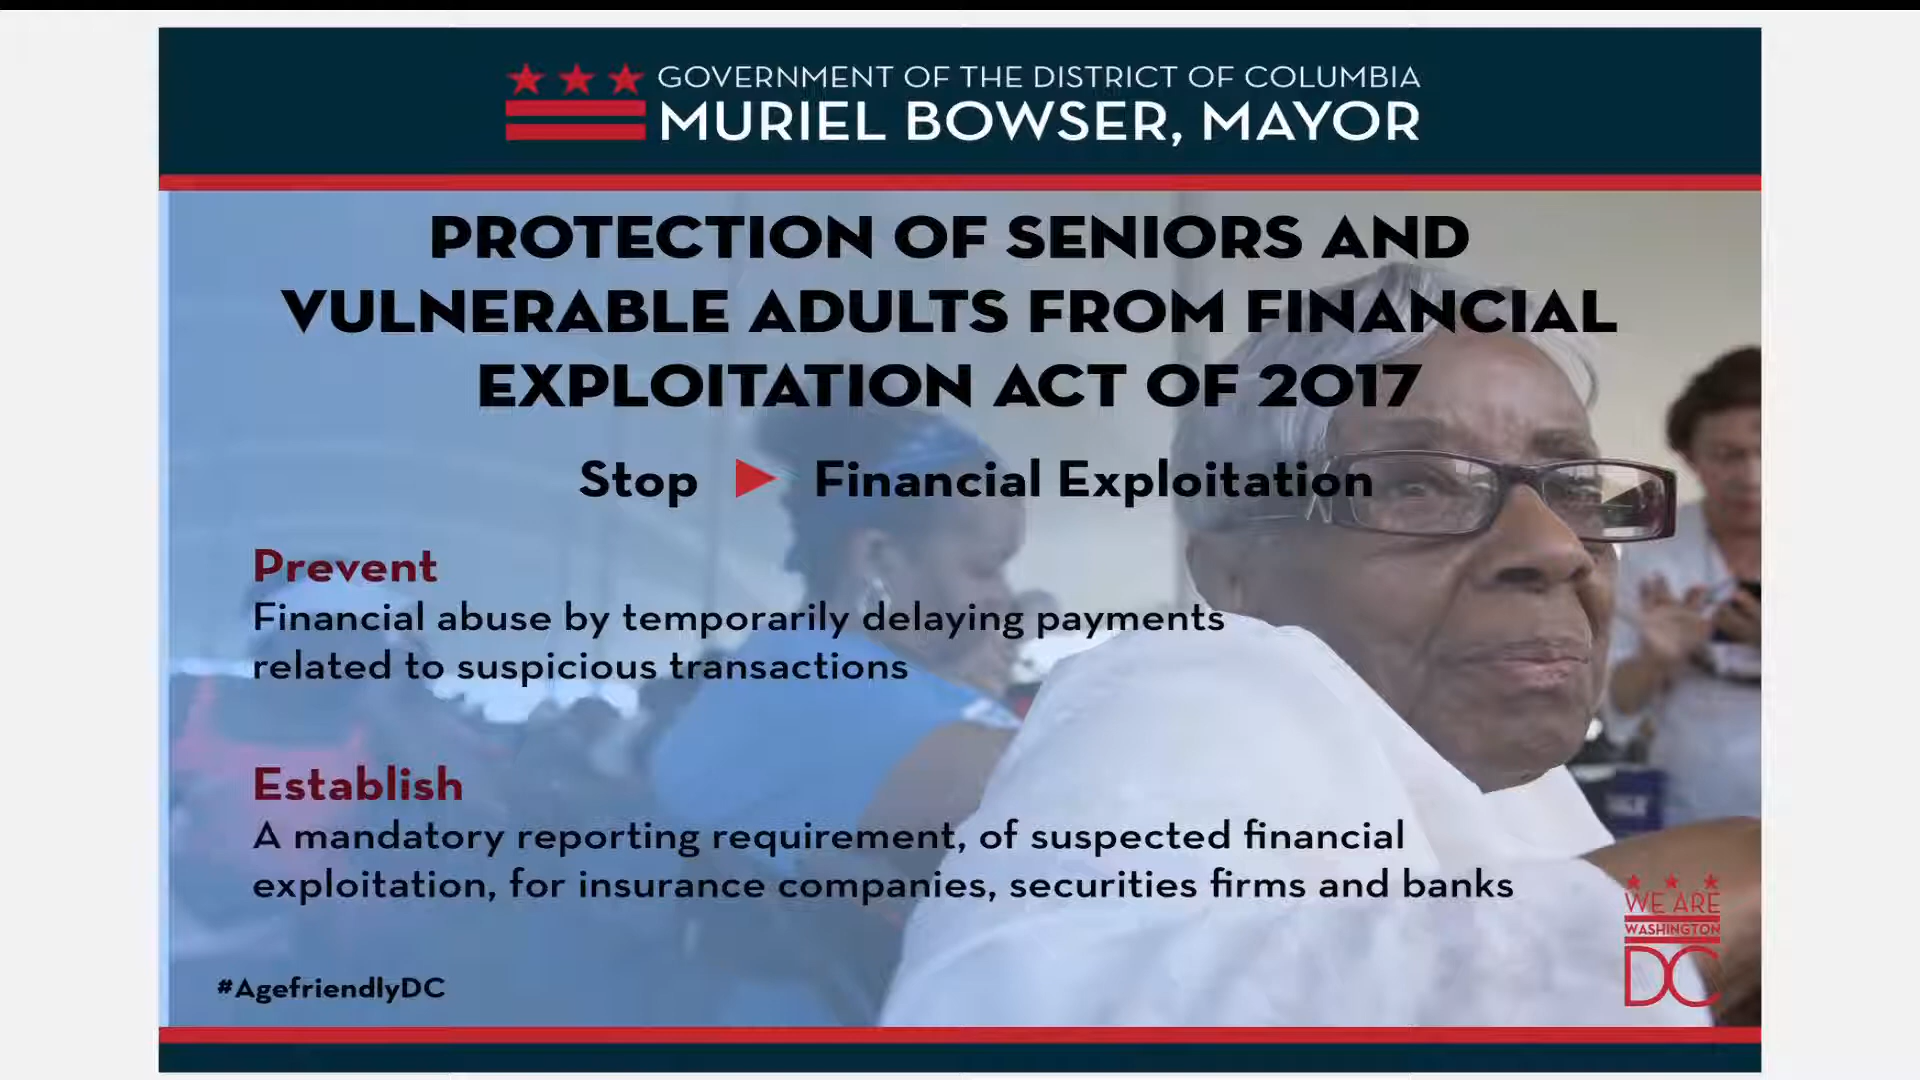 GOVERNMENT OF THE DISTRICT OF COLUMBIA
MURIEL BOWSER, MAYOR
PROTECTION OF SENIORS AND
VULNERABLE ADULTS FROM FINANCIAL
EXPLOITATION ACT OF 2017
Stop Financial Exploitation
Prevent
Financial abuse by temporarily delaying payments
related to suspicious transactions
Establish
A mandatory reporting requirement, of suspected financial
exploitation, for insurance companies, securities firms and banks
#AgefriendlyDC
WE ARE
WASHINGTON
DC